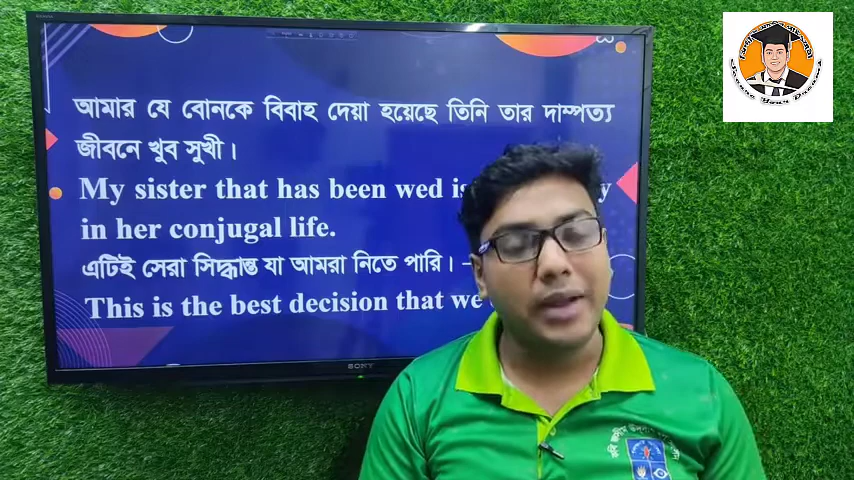 আমার যে বোনকে বিবাহ দেয়া হয়েছে তিনি তার দাম্পত্য
জীবনে খুব সুখী।
My sister that has been wed is
in her conjugal life.
এটিই সেরা সিদ্ধান্ত যা আমরা নিতে পারি। –
This is the best decision that we
SONY